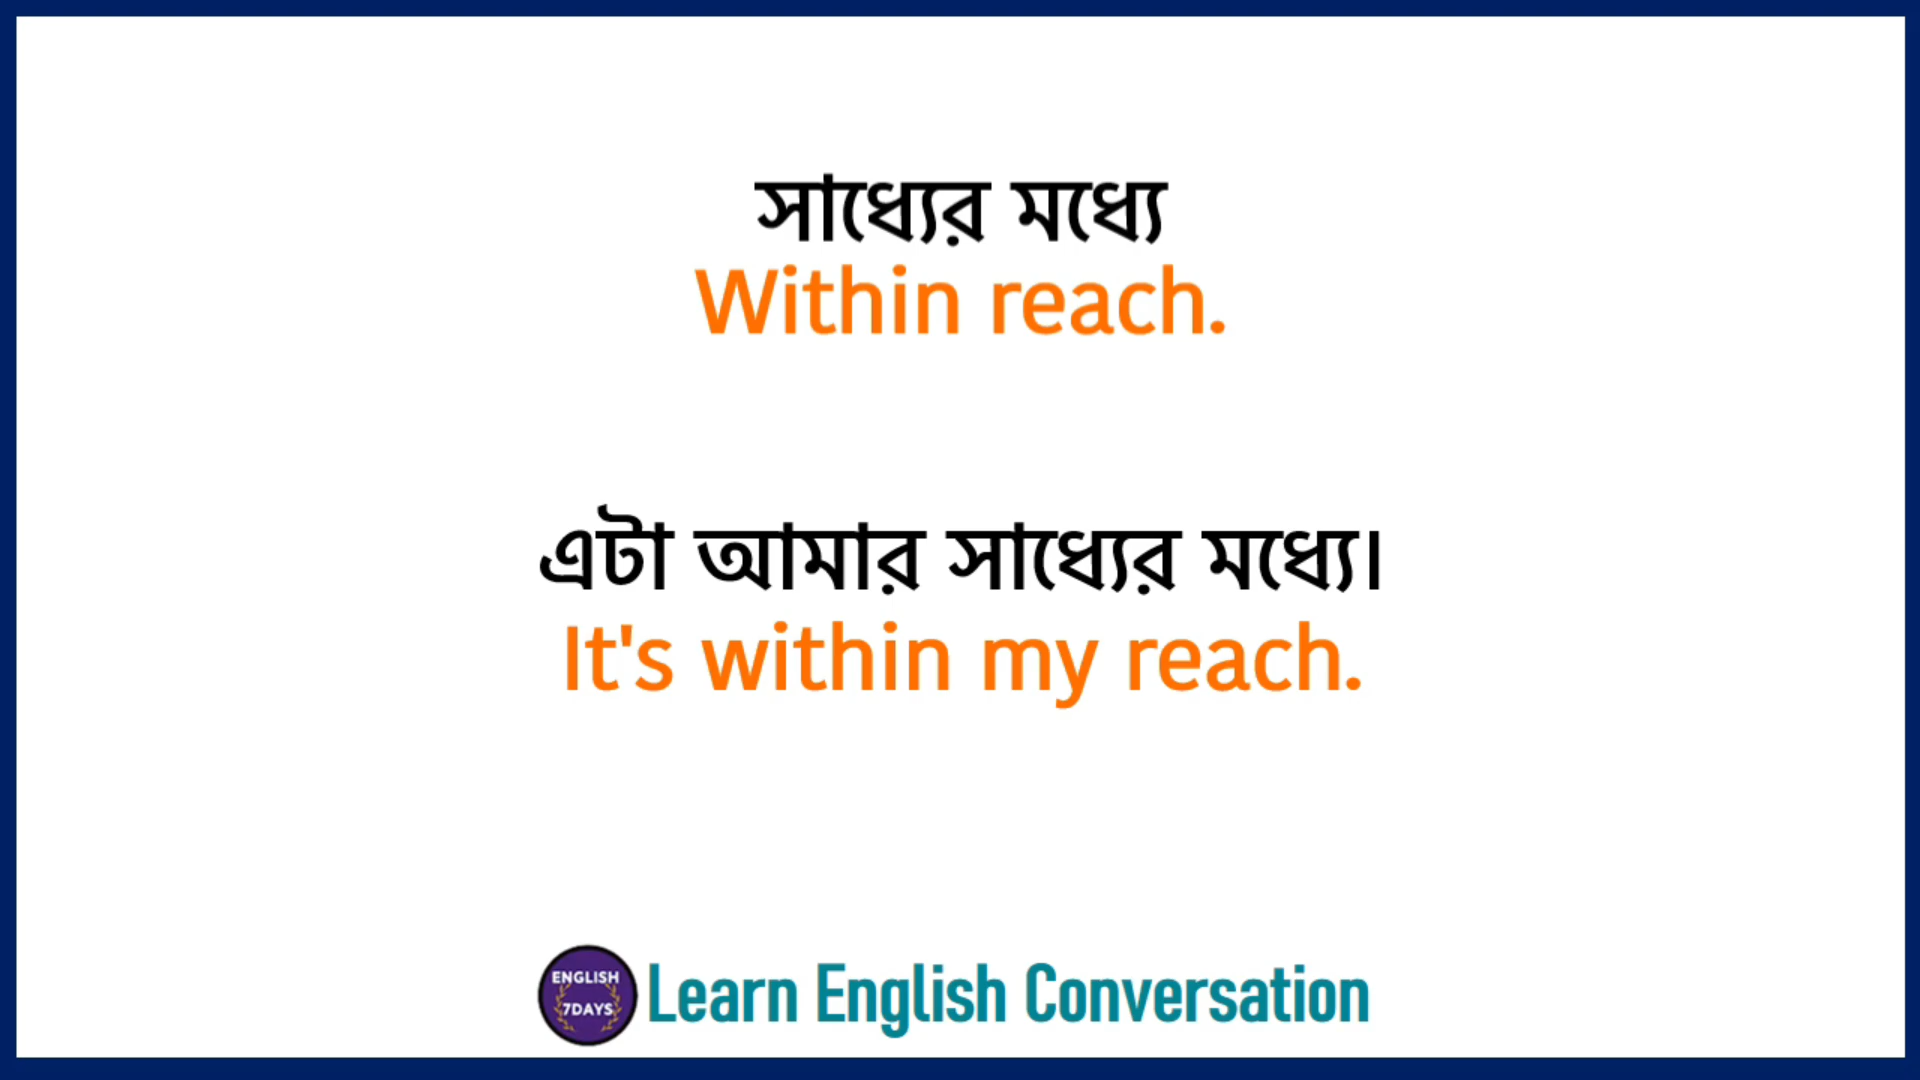 সাধ্যের মধ্যে
Within reach.
এটা আমার সাধ্যের মধ্যে।
It's within my reach.
ENGLISH
7DAYS
Learn English Conversation